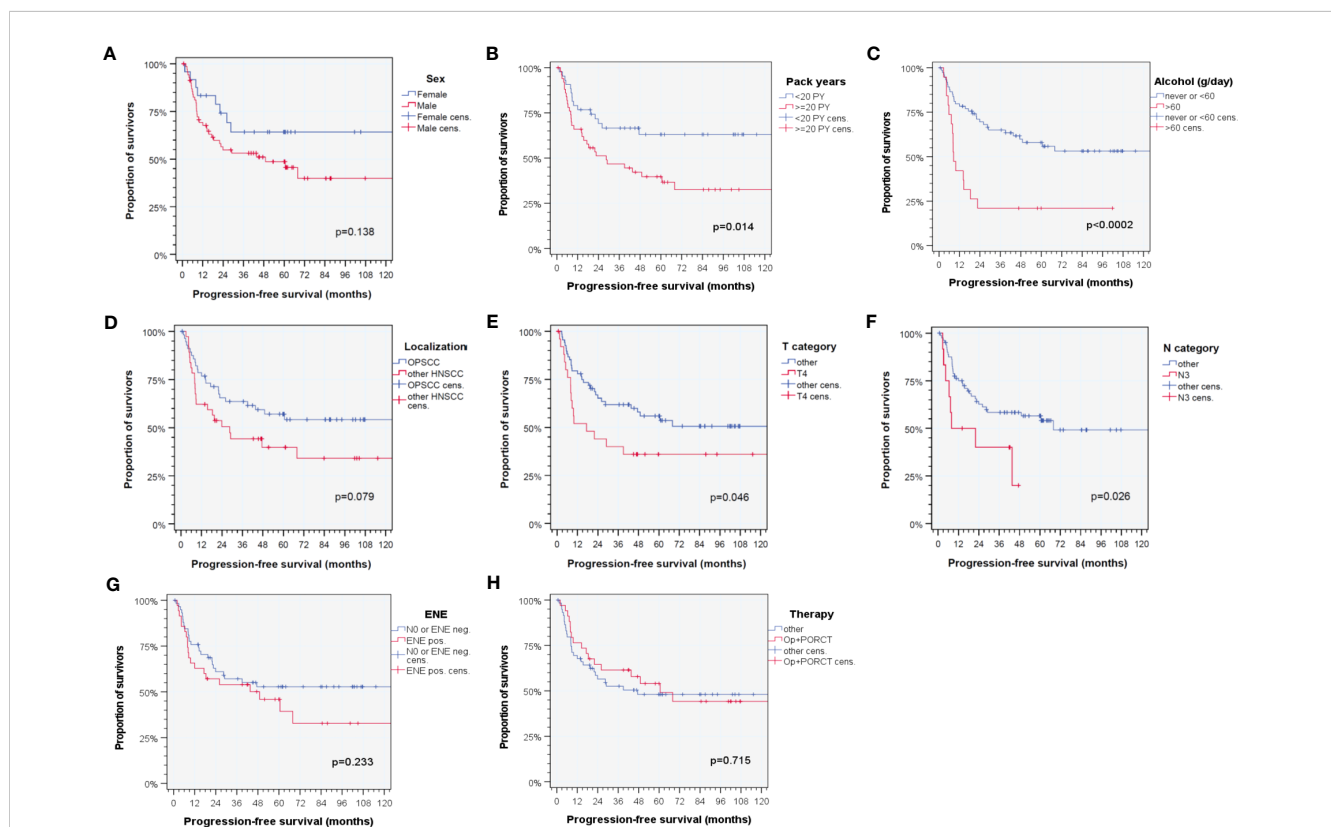 A
Sex
Female
Male
Female cens.
Male cens.
100%
75%
50%
25%
0%
Proportion of survivors
p=0.138
0 12 24 36 48 60 72 84 96 108 120
Progression-free survival (months)
B
Pack years
<20 PY
>=20 PY
<20 PY cens.
>=20 PY cens.
100%
75%
50%
25%
0%
Proportion of survivors
p=0.014
0 12 24 36 48 60 72 84 96 108 120
Progression-free survival (months)
C
Alcohol (g/day)
never or <60
>60
never or <60 cens.
>60 cens.
100%
75%
50%
25%
0%
Proportion of survivors
p<0.0002
0 12 24 36 48 60 72 84 96 108 120
Progression-free survival (months)
D
Localization
OPSCC
other HNSCC
OPSCC cens.
other HNSCC
cens.
100%
75%
50%
25%
0%
Proportion of survivors
p=0.079
0 12 24 36 48 60 72 84 96 108 120
Progression-free survival (months)
E
T category
other
T4
other cens.
T4 cens.
100%
75%
50%
25%
0%
Proportion of survivors
p=0.046
0 12 24 36 48 60 72 84 96 108 120
Progression-free survival (months)
F
N category
other
N3
other cens.
N3 cens.
100%
75%
50%
25%
0%
Proportion of survivors
p=0.026
0 12 24 36 48 60 72 84 96 108 120
Progression-free survival (months)
G
ENE
N0 or ENE neg.
ENE pos.
N0 or ENE neg.
cens.
ENE pos. cens.
100%
75%
50%
25%
0%
Proportion of survivors
p=0.233
0 12 24 36 48 60 72 84 96 108 120
Progression-free survival (months)
H
Therapy
other
Op+PORCT
other cens.
Op+PORCT cens.
100%
75%
50%
25%
0%
Proportion of survivors
p=0.715
0 12 24 36 48 60 72 84 96 108 120
Progression-free survival (months)